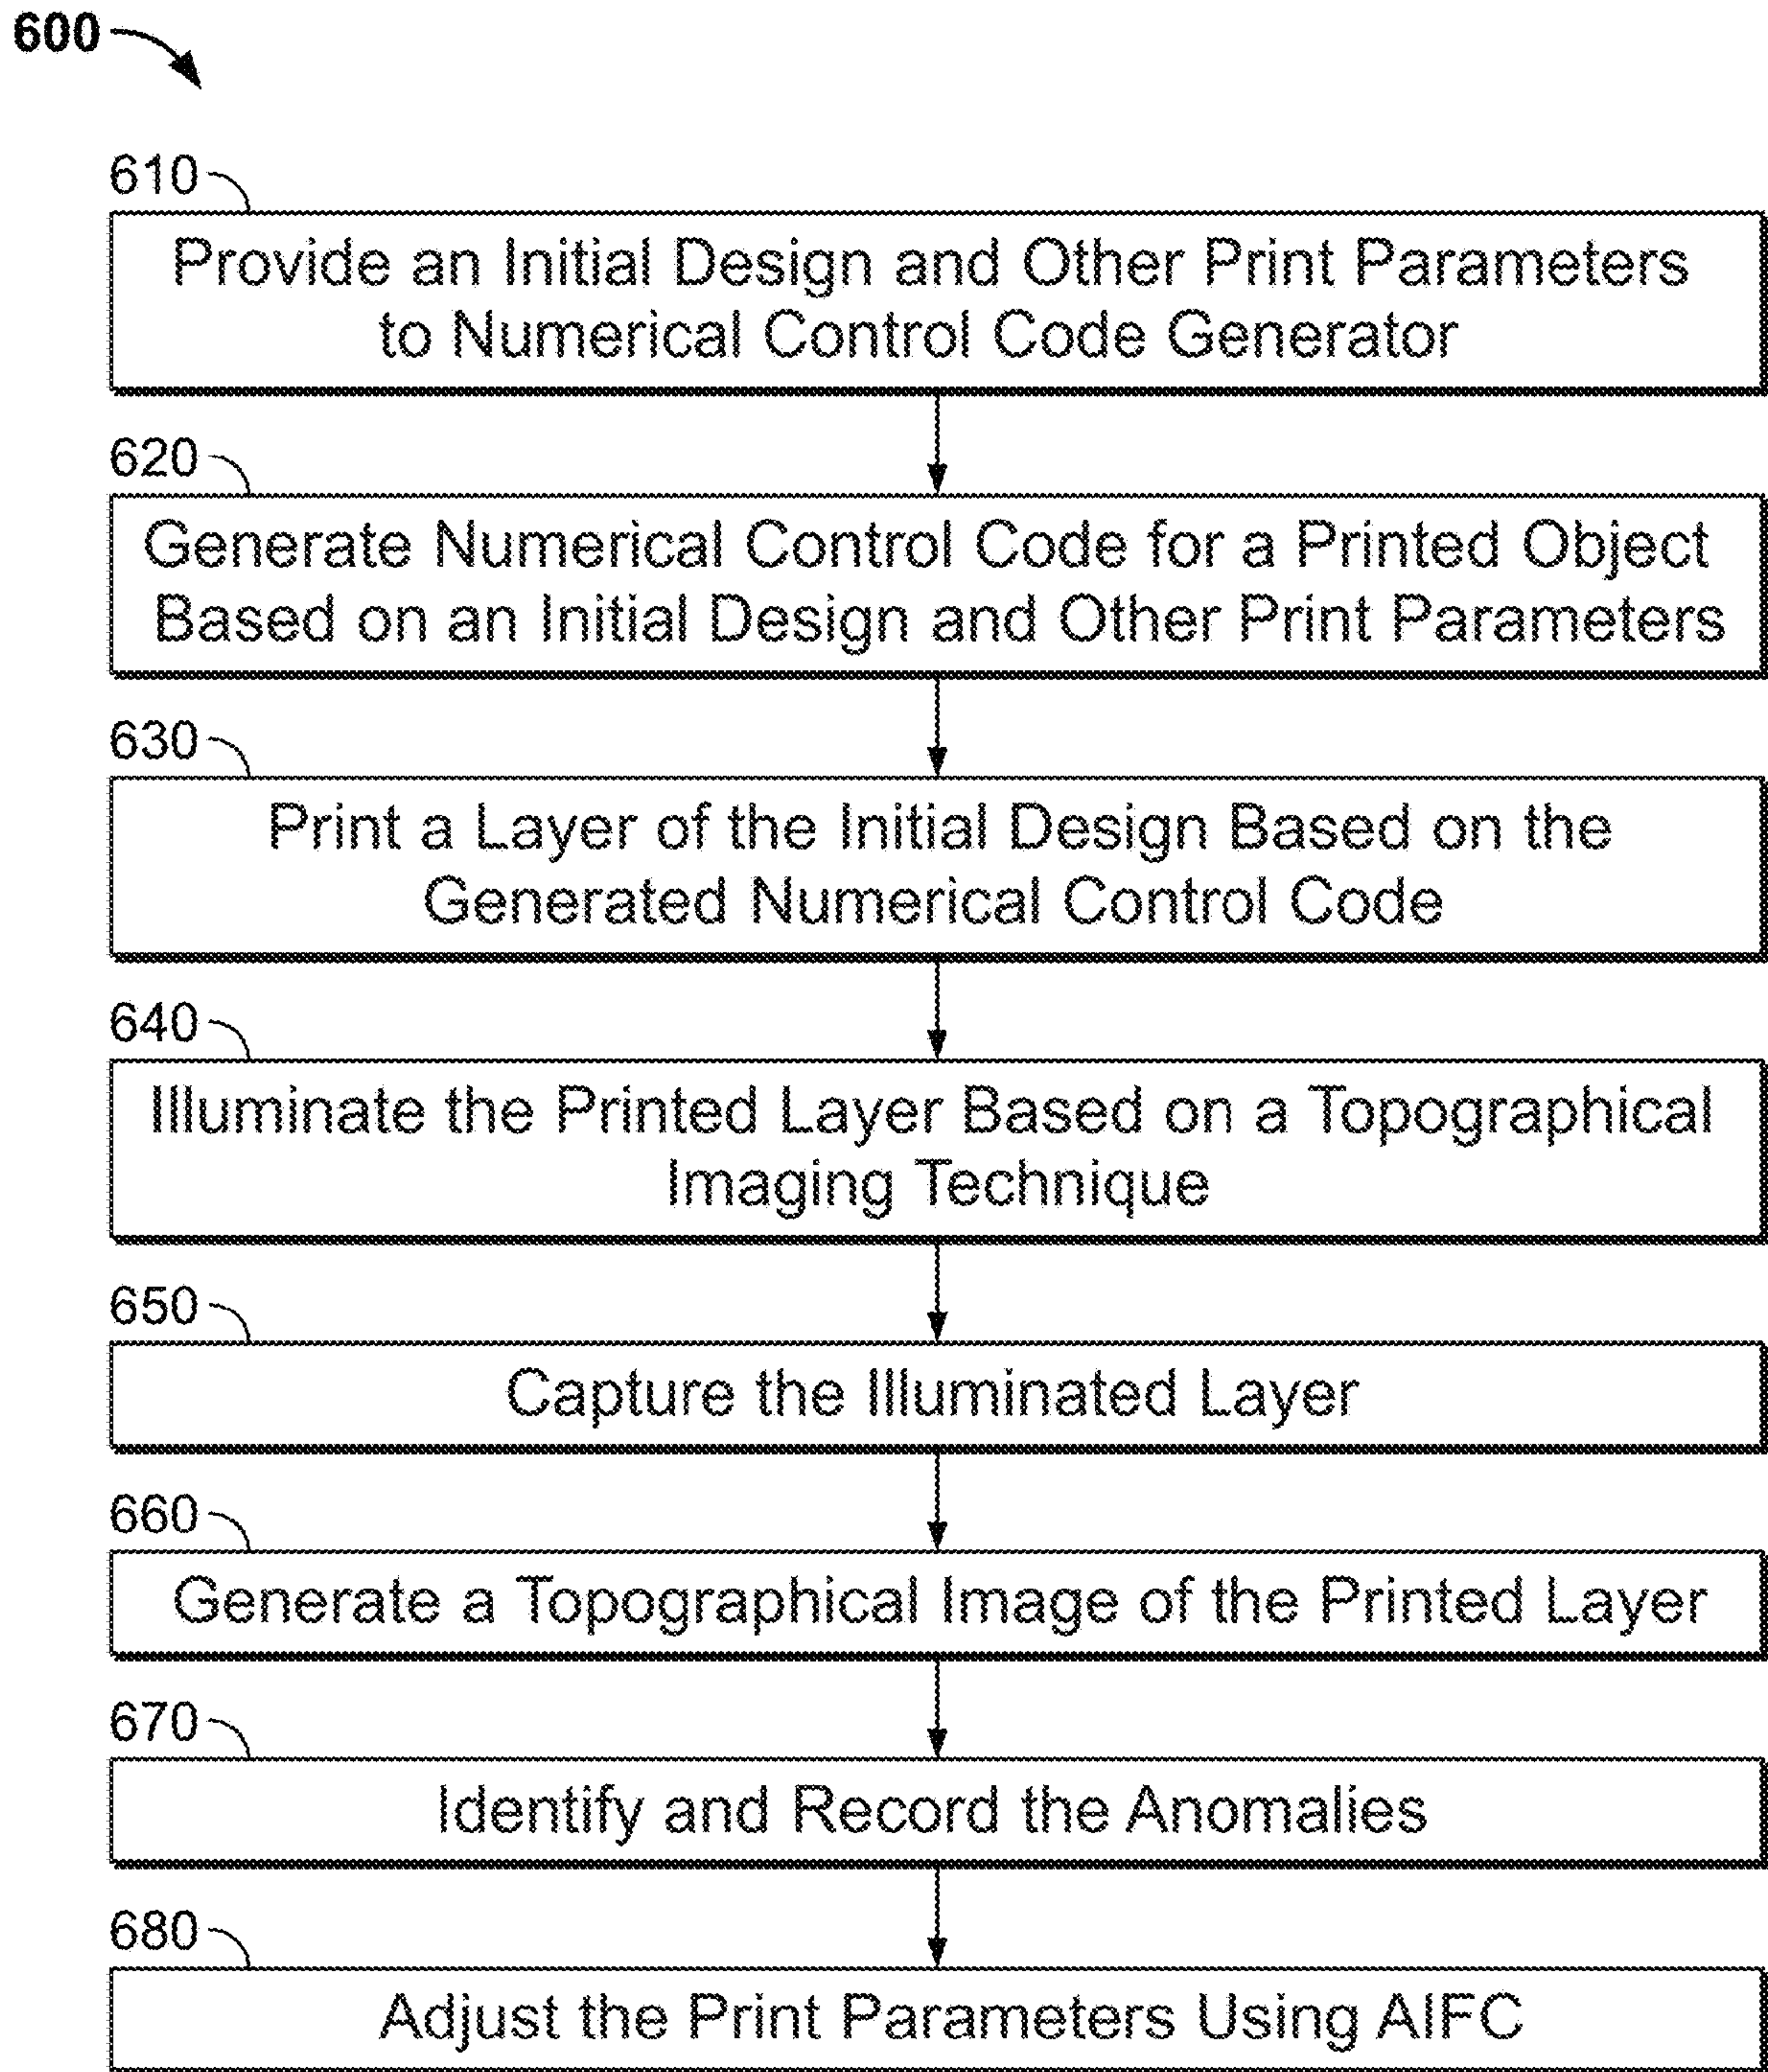 600
610
Provide an Initial Design and Other Print Parameters
to Numerical Control Code Generator
620
Generate Numerical Control Code for a Printed Object
Based on an Initial Design and Other Print Parameters
630
Print a Layer of the Initial Design Based on the
Generated Numerical Control Code
640
Illuminate the Printed Layer Based on a Topographical
Imaging Technique
650
Capture the Illuminated Layer
660
Generate a Topographical Image of the Printed Layer
670
Identify and Record the Anomalies
680
Adjust the Print Parameters Using AIFC